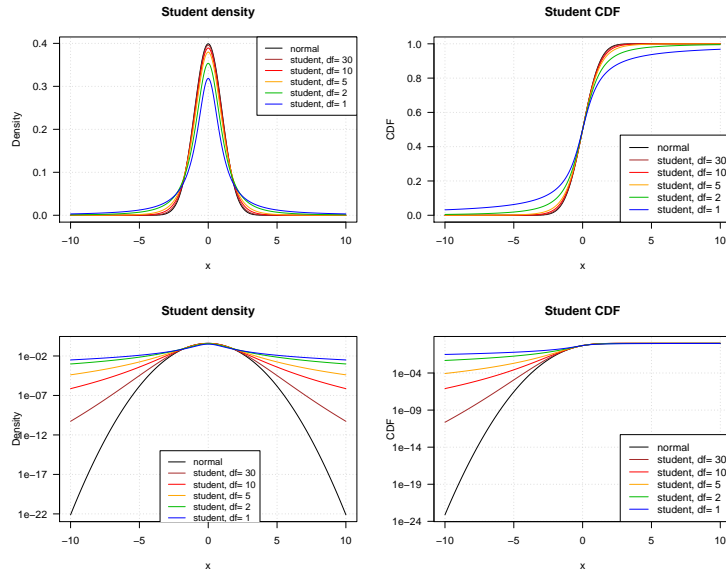 Student density
Density
0.4
0.3
0.2
0.1
0.0
−10
−5
0
5
10
x
normal
student, df= 30
student, df= 10
student, df= 5
student, df= 2
student, df= 1
Student CDF
CDF
1.0
0.8
0.6
0.4
0.2
0.0
−10
−5
0
5
10
x
normal
student, df= 30
student, df= 10
student, df= 5
student, df= 2
student, df= 1
Student density
Density
1e−02
1e−07
1e−12
1e−17
1e−22
−10
−5
0
5
10
x
normal
student, df= 30
student, df= 10
student, df= 5
student, df= 2
student, df= 1
Student CDF
CDF
1e−04
1e−09
1e−14
1e−19
1e−24
−10
−5
0
5
10
x
normal
student, df= 30
student, df= 10
student, df= 5
student, df= 2
student, df= 1